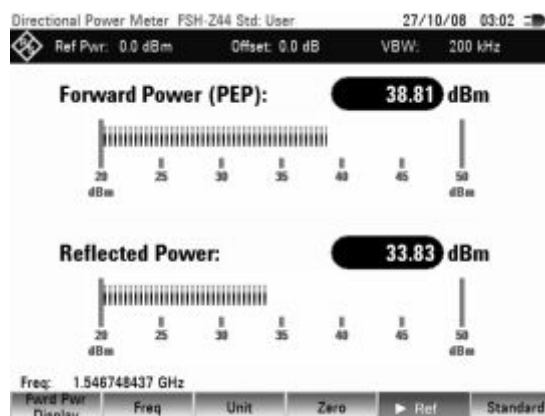 Directional Power Meter FSH-Z44 Std: User 27/10/08 03:02
Ref Pwr: 0.0 dBm Offset: 0.0 dB VBW: 200 kHz
Forward Power (PEP): 38.81 dBm
20 25 30 35 40 45 50
dBm dBm
Reflected Power: 33.83 dBm
20 25 30 35 40 45 50
dBm dBm
Freq: 1.546748437 GHz
Fwrd Pwr
Display Freq Unit Zero ► Ref Standard